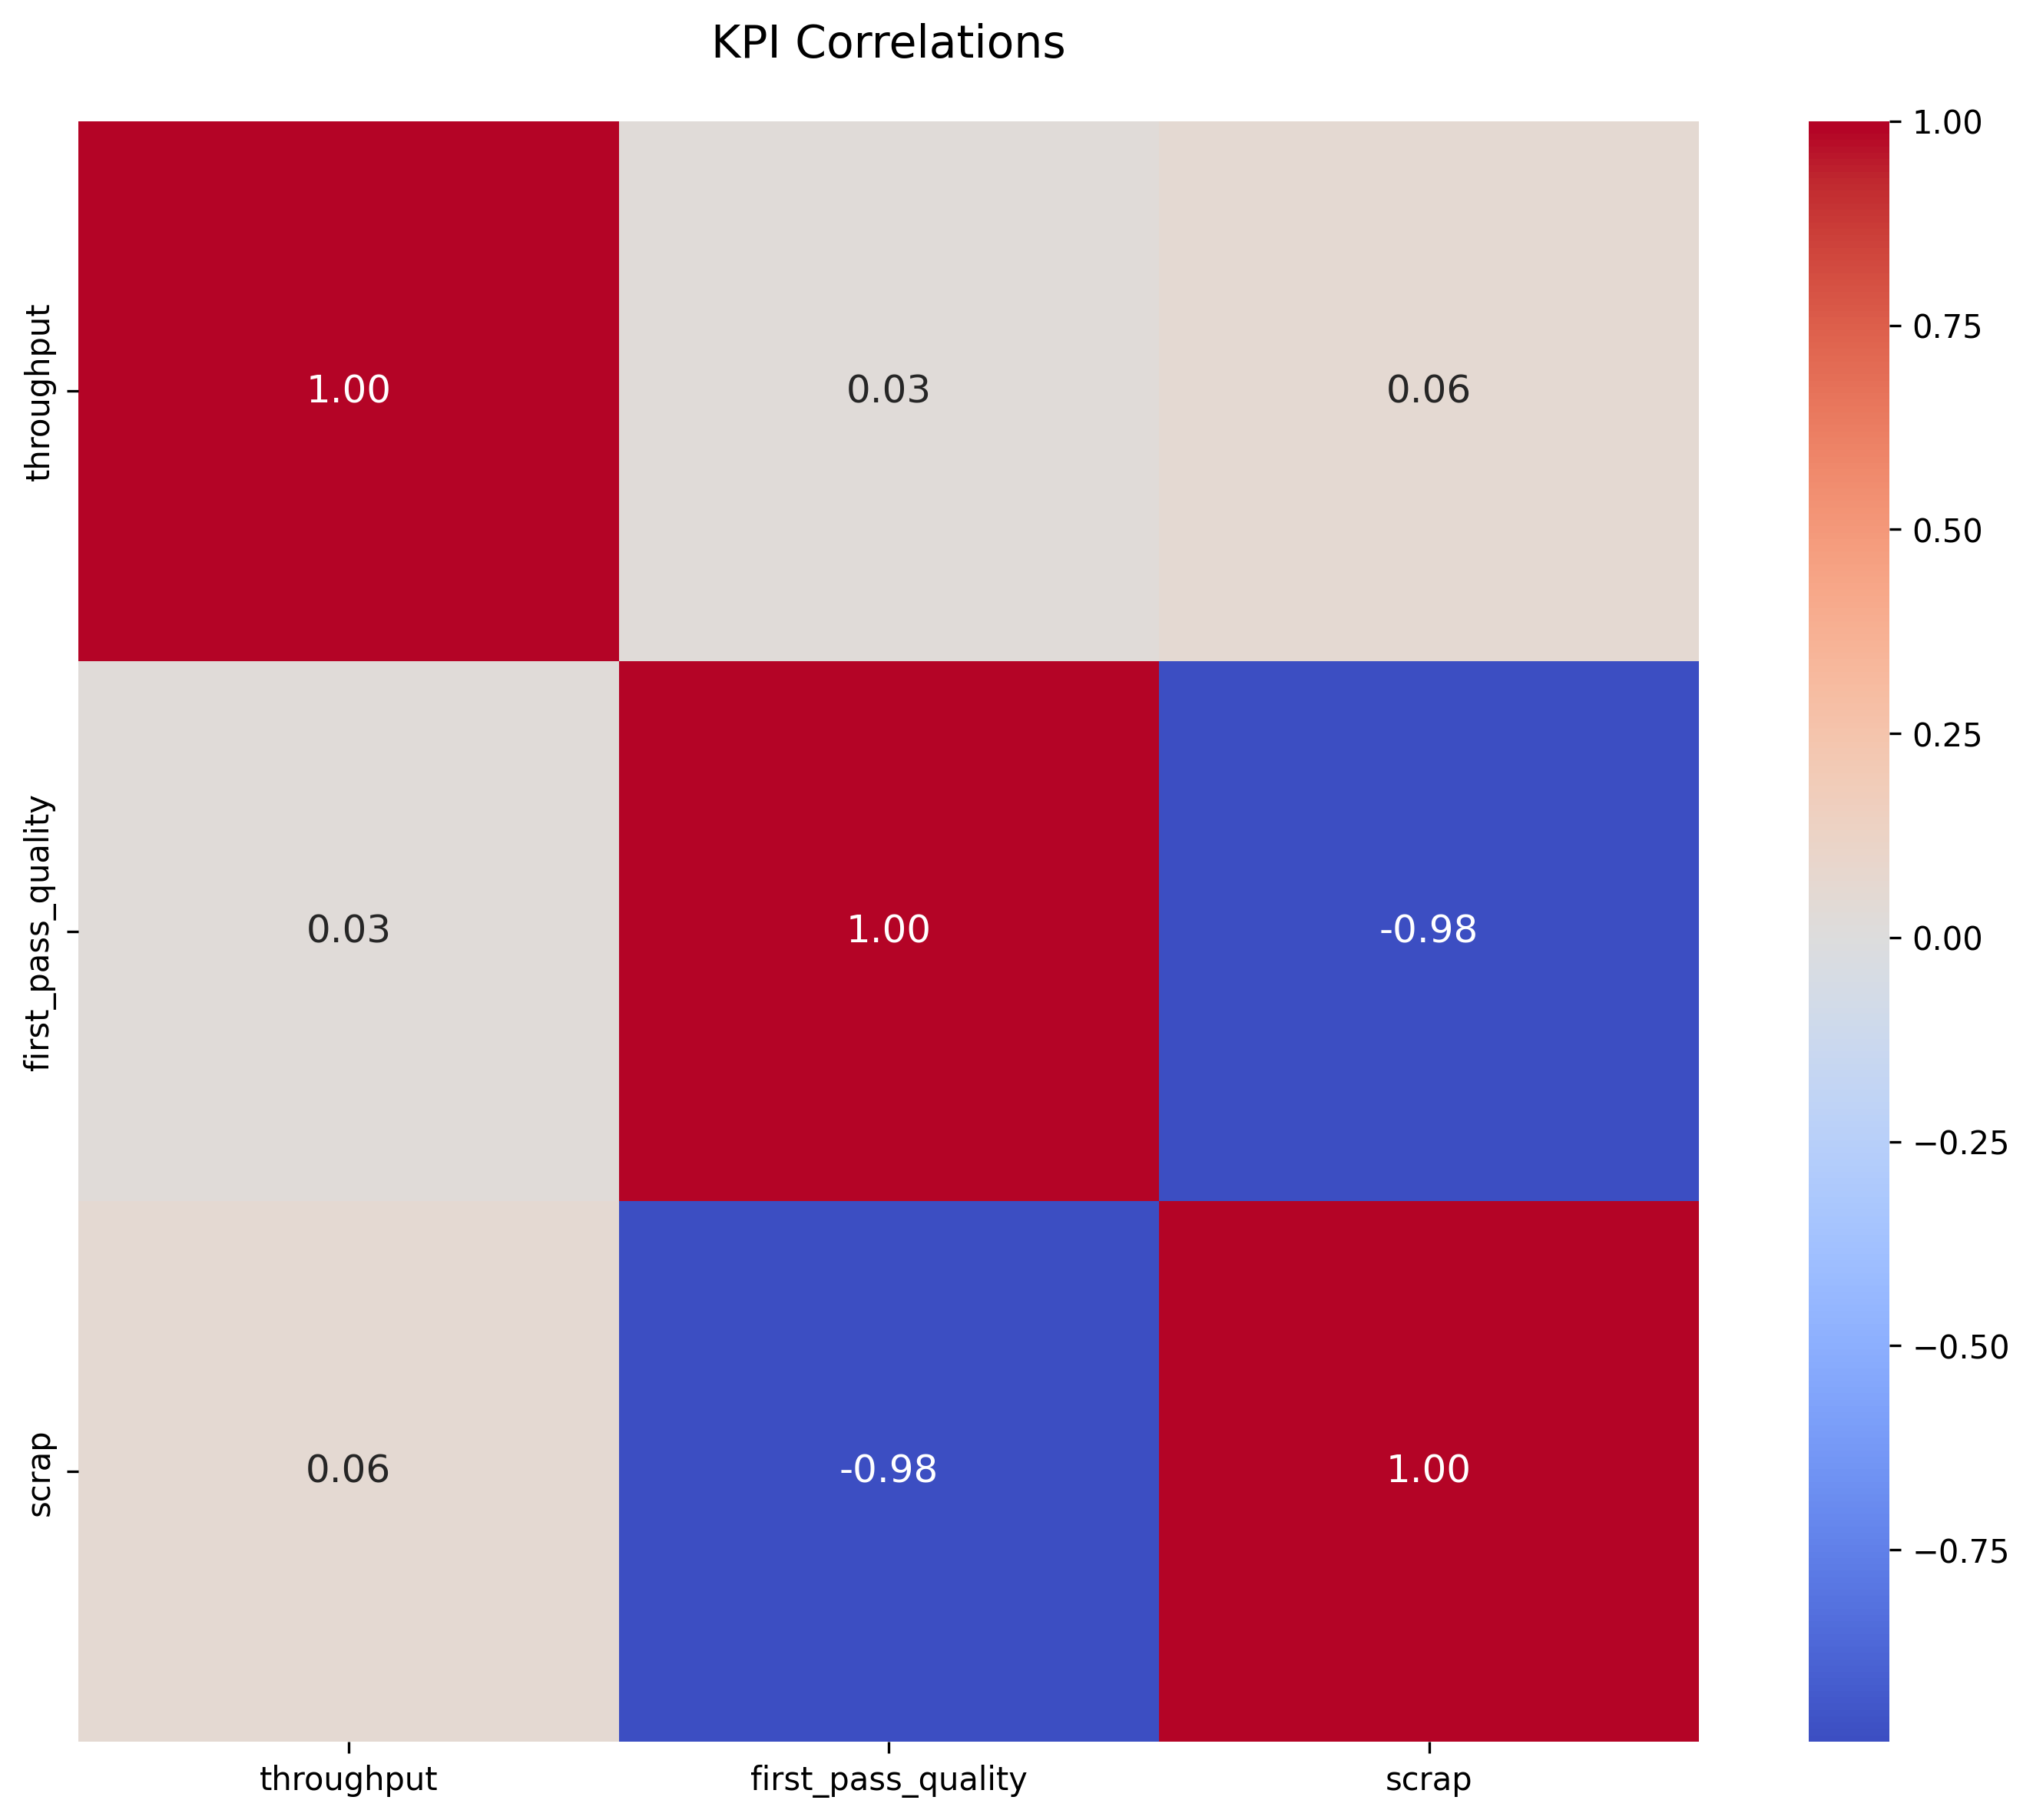 KPI Correlations
throughput
first_pass_quality
scrap
1.00 0.03 0.06
0.03 1.00 -0.98
0.06 -0.98 1.00
throughput first_pass_quality scrap
1.00
0.75
0.50
0.25
0.00
−0.25
−0.50
−0.75